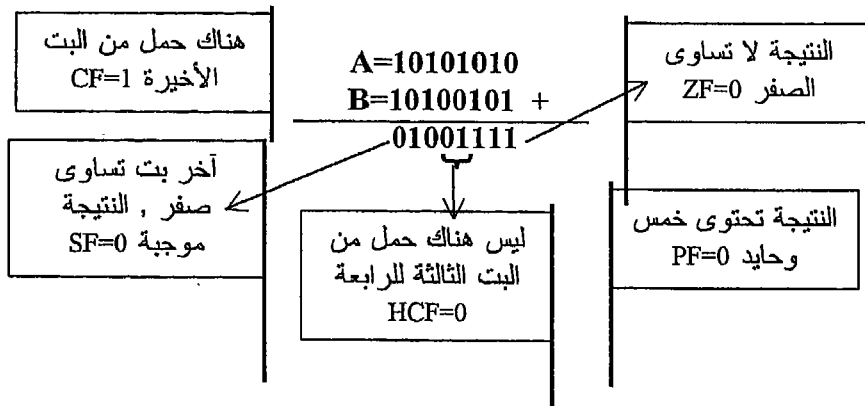 هناك حمل من البت
الأخيرة CF=1
A=10101010
B=10100101 +
01001111
النتيجة لا تساوى
الصفر ZF=0
آخر بت تساوى
صفر , النتيجة
موجبة SF=0
ليس هناك حمل من
البت الثالثة للرابعة
HCF=0
النتيجة تحتوى خمس
وحايد PF=0